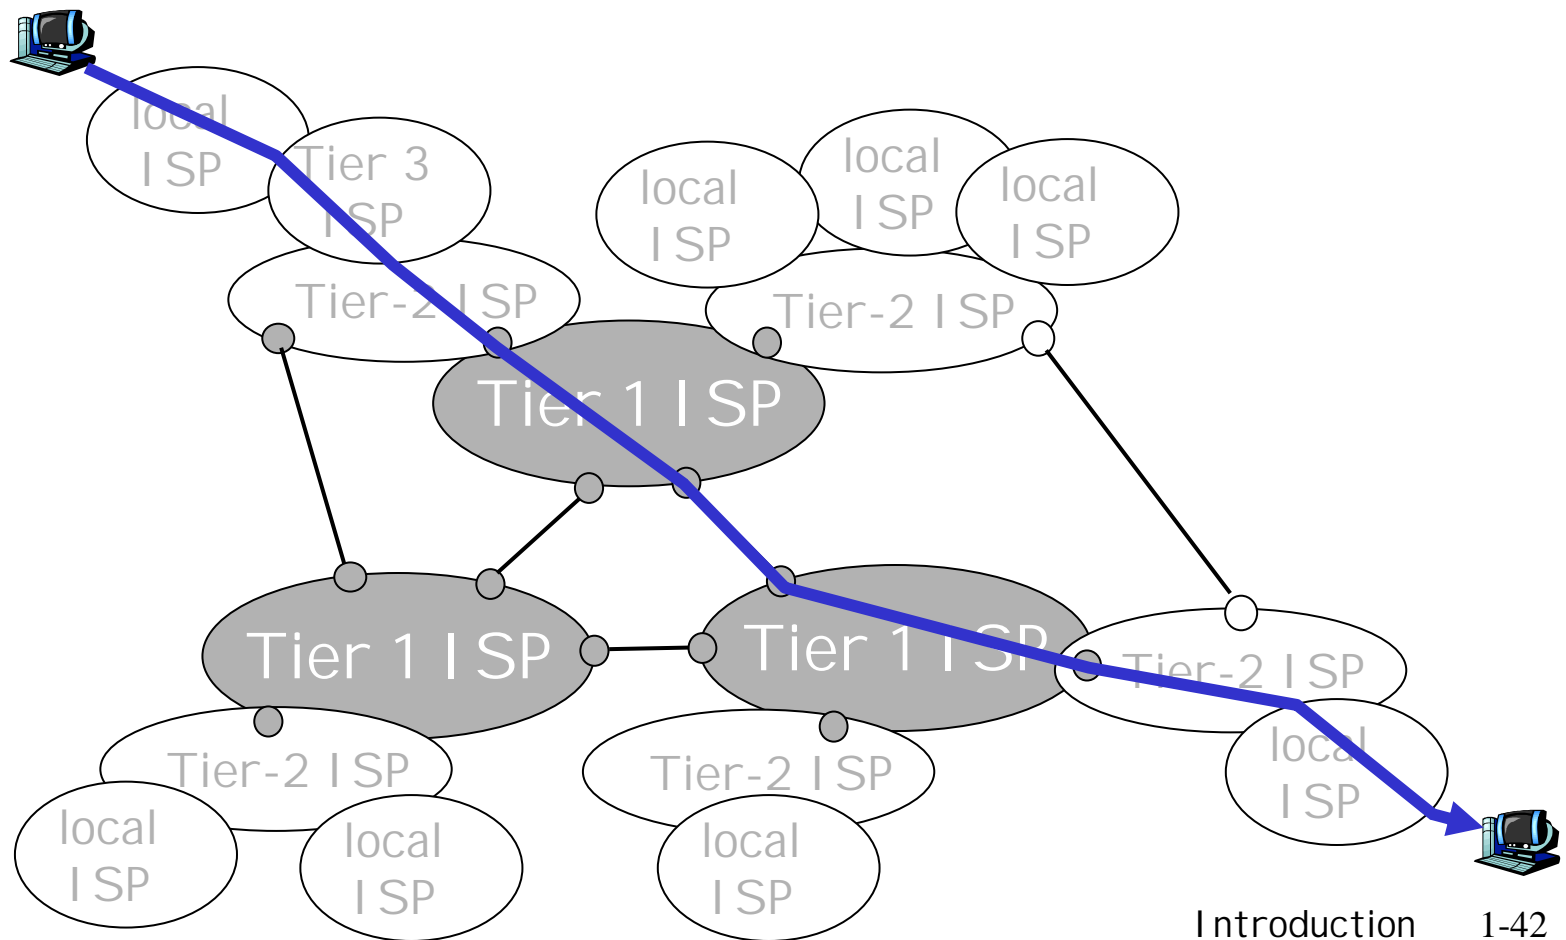 local
ISP
Tier 3
ISP
local
ISP
local
ISP
local
ISP
Tier-2 ISP
Tier-2 ISP
Tier 1 ISP
Tier 1 ISP
Tier 1 ISP
Tier-2 ISP
Tier-2 ISP
Tier-2 ISP
local
ISP
local
ISP
local
ISP
local
ISP
Introduction 1-42